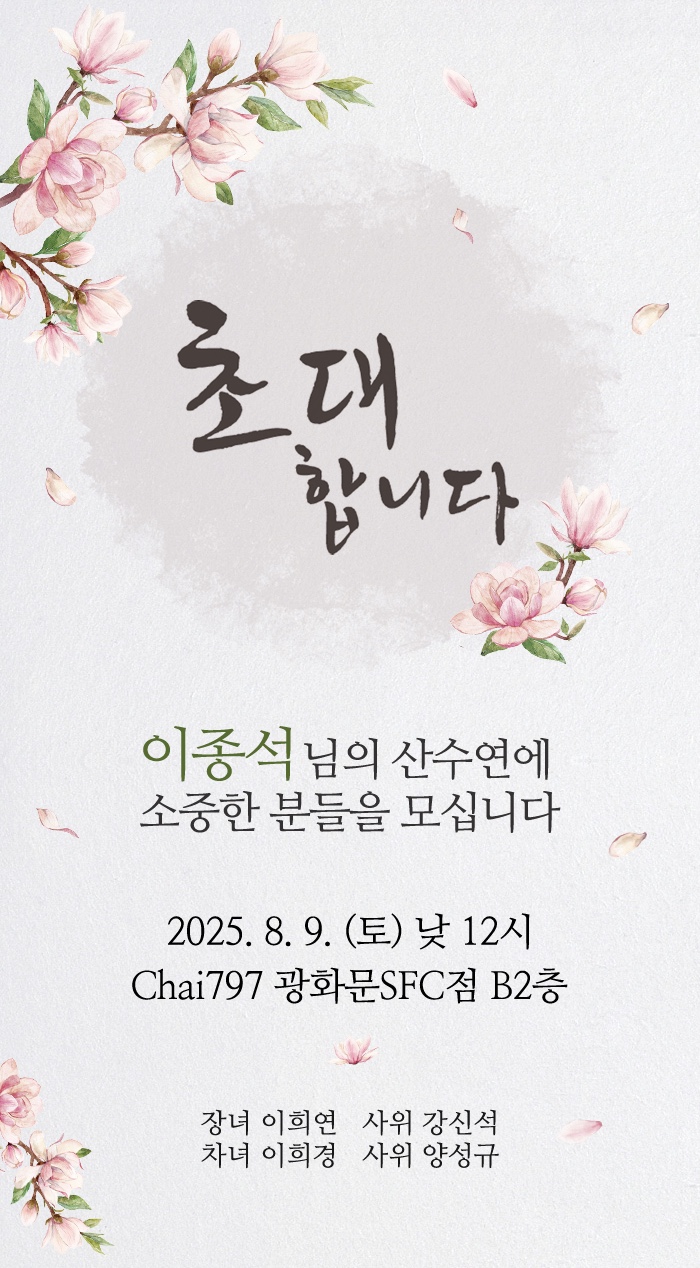 초대
합니다
이종석 님의 산수연에
소중한 분들을 모십니다
2025. 8. 9. (토) 낮 12시
Chai797 광화문SFC점 B2층
장녀 이희연 사위 강신석
차녀 이희경 사위 양성규